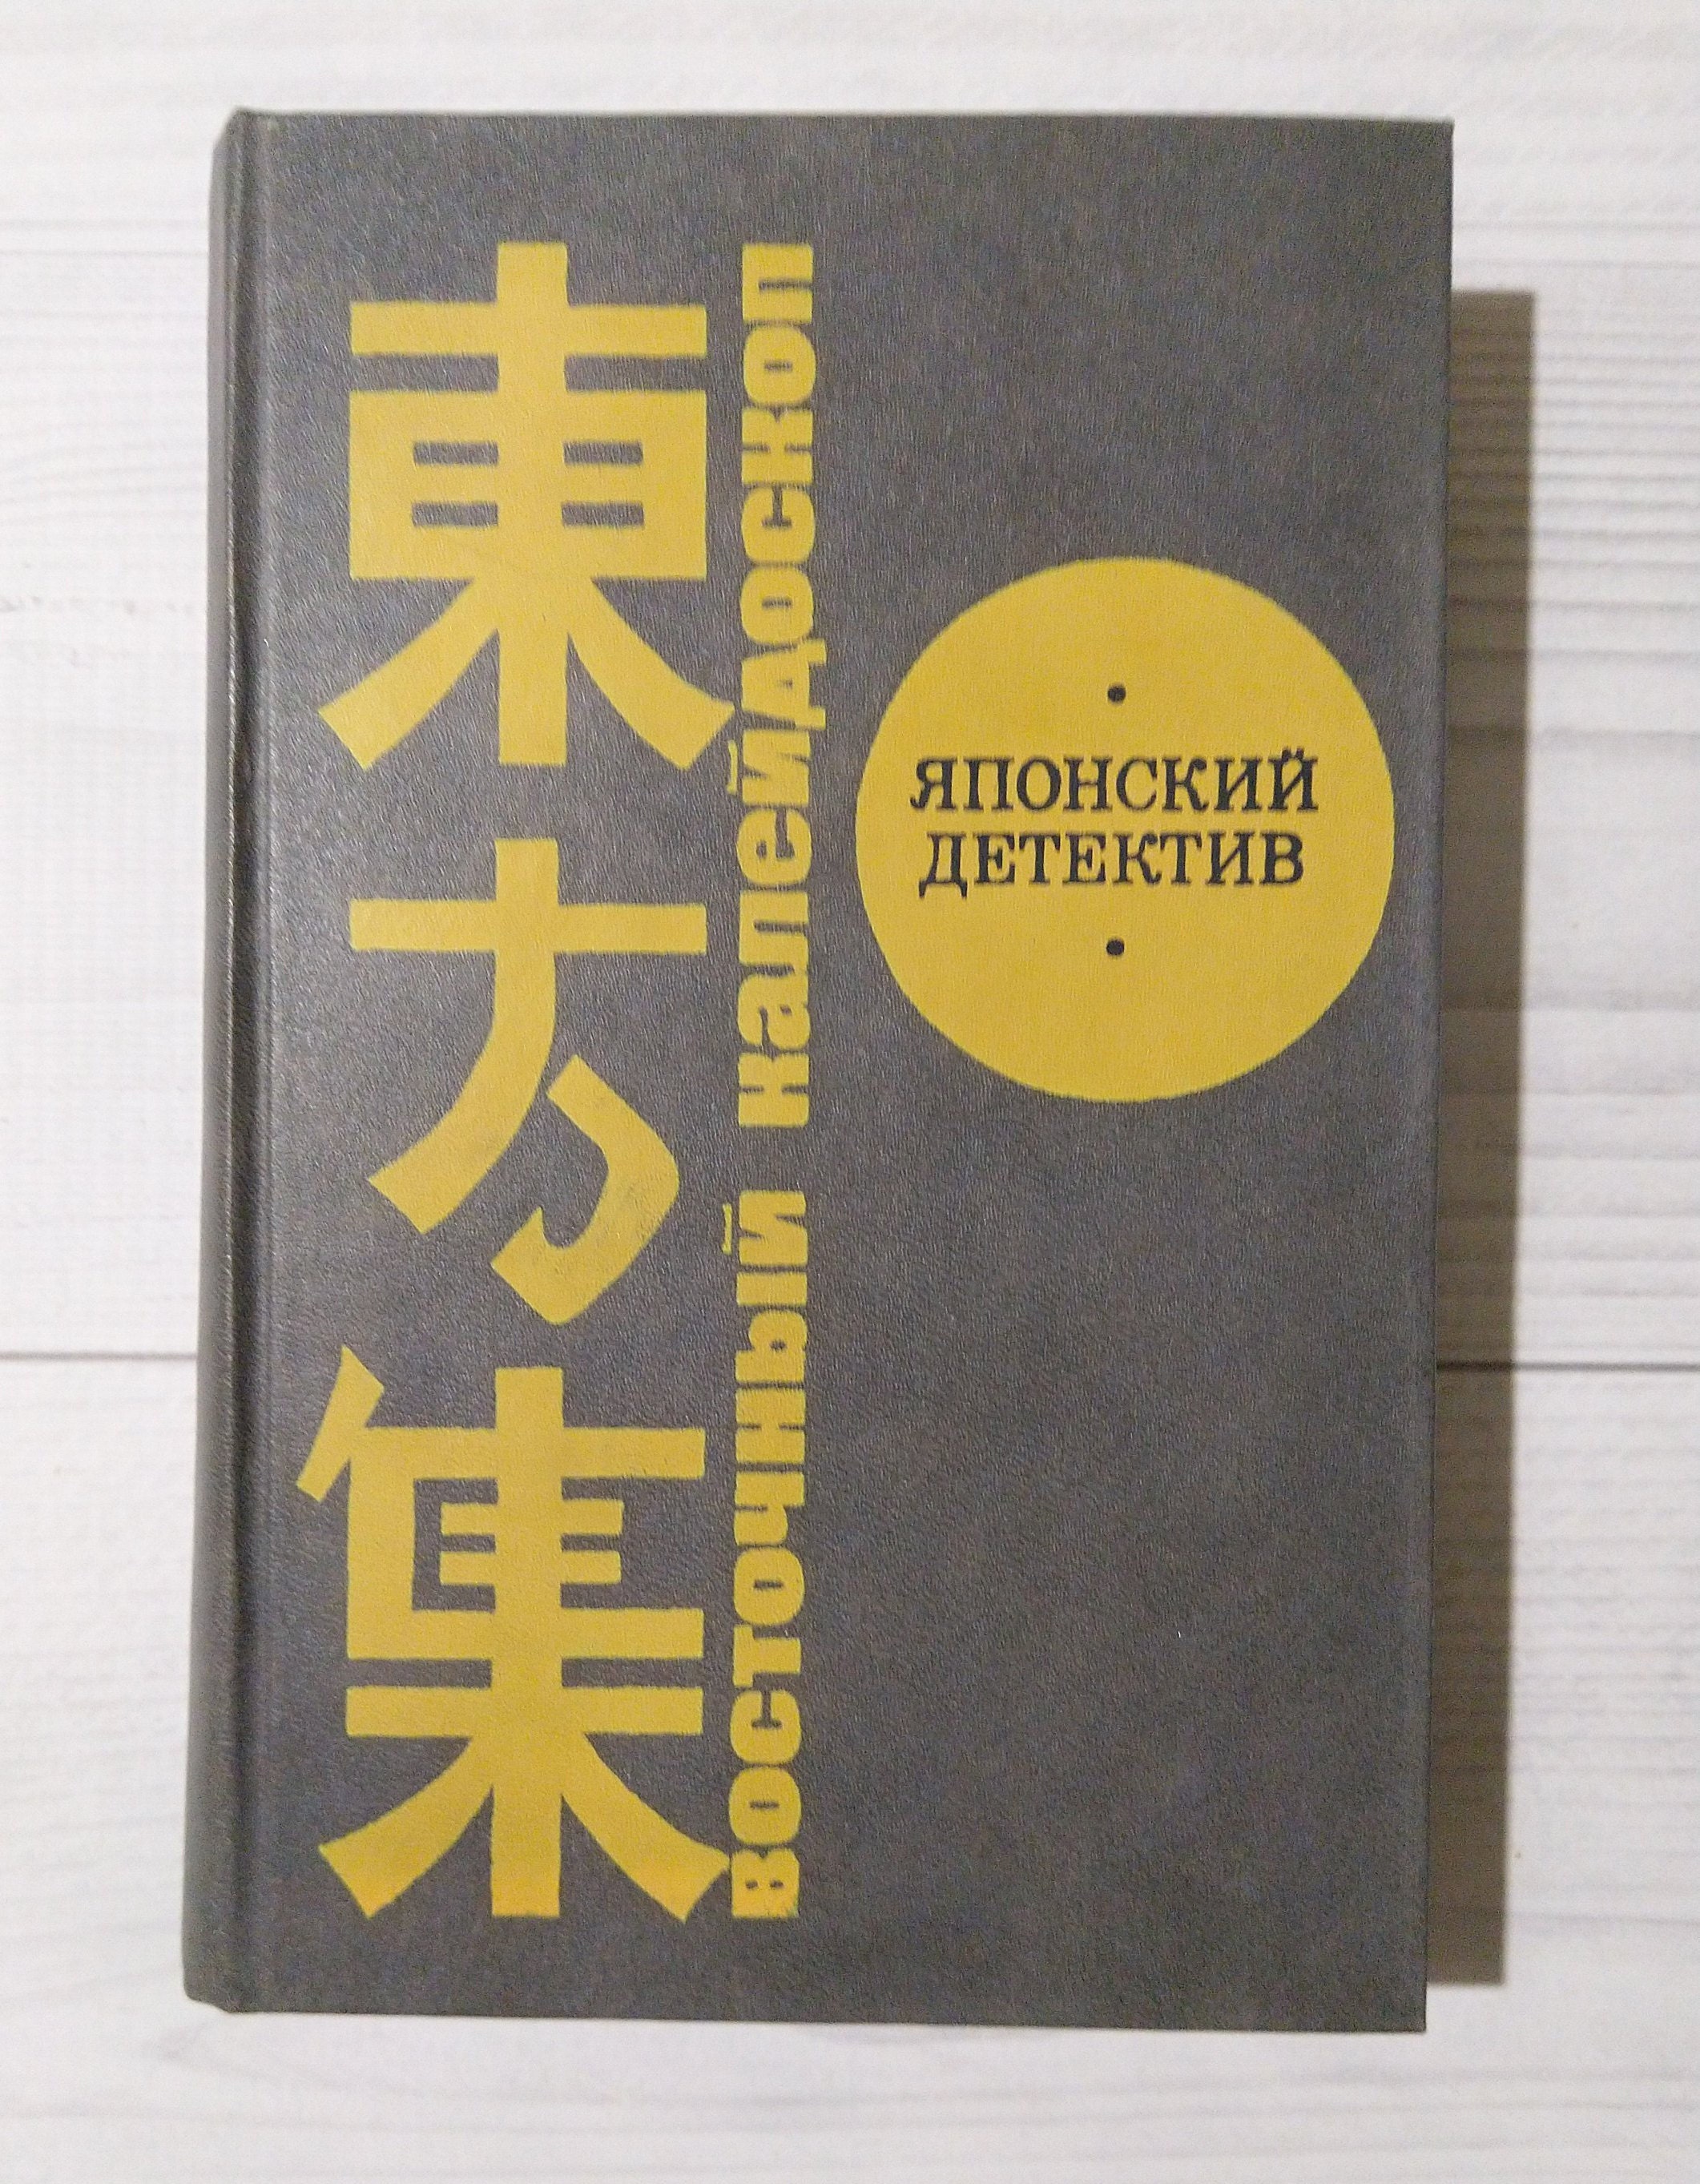 東方集
восточный калейдоскоп
ЯПОНСКИЙ
ДЕТЕКТИВ